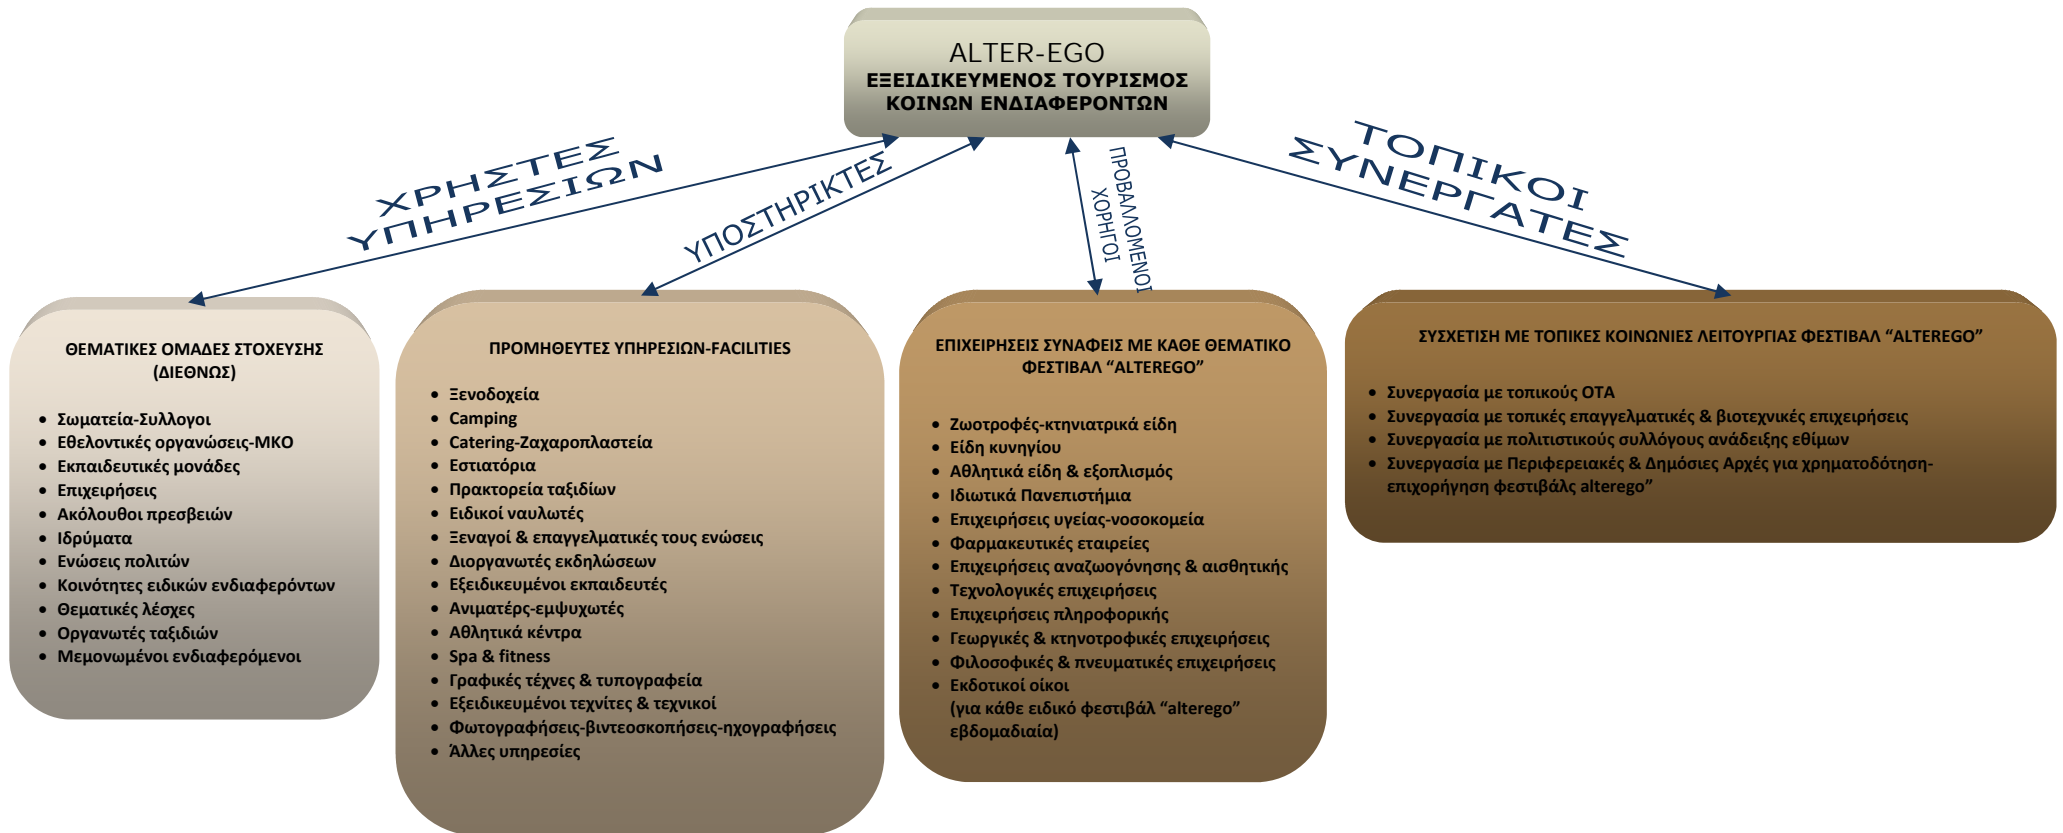 ALTER-EGO
ΕΞΕΙΔΙΚΕΥΜΕΝΟΣ ΤΟΥΡΙΣΜΟΣ
ΚΟΙΝΩΝ ΕΝΔΙΑΦΕΡΟΝΤΩΝ
ΧΡΗΣΤΕΣ
ΥΠΗΡΕΣΙΩΝ
ΥΠΟΣΤΗΡΙΚΤΕΣ
ΠΡΟΒΑΛΛΟΜΕΝΟΙ
ΧΟΡΗΓΟΙ
ΤΟΠΙΚΟΙ
ΣΥΝΕΡΓΑΤΕΣ
ΘΕΜΑΤΙΚΕΣ ΟΜΑΔΕΣ ΣΤΟΧΕΥΣΗΣ
(ΔΙΕΘΝΩΣ)
• Σωματεία-Συλλογοι
• Εθελοντικές οργανώσεις-ΜΚΟ
• Εκπαιδευτικές μονάδες
• Επιχειρήσεις
• Ακόλουθοι πρεσβειών
• Ιδρύματα
• Ενώσεις πολιτών
• Κοινότητες ειδικών ενδιαφερόντων
• Θεματικές λέσχες
• Οργανωτές ταξιδιών
• Μεμονωμένοι ενδιαφερόμενοι
ΠΡΟΜΗΘΕΥΤΕΣ ΥΠΗΡΕΣΙΩΝ-FACILITIES
• Ξενοδοχεία
• Camping
• Catering-Ζαχαροπλαστεία
• Εστιατόρια
• Πρακτορεία ταξιδίων
• Ειδικοί ναυλωτές
• Ξεναγοί & επαγγελματικές τους ενώσεις
• Διοργανωτές εκδηλώσεων
• Εξειδικευμένοι εκπαιδευτές
• Ανιματέρς-εμψυχωτές
• Αθλητικά κέντρα
• Spa & fitness
• Γραφικές τέχνες & τυπογραφεία
• Εξειδικευμένοι τεχνίτες & τεχνικοί
• Φωτογραφήσεις-βιντεοσκοπήσεις-ηχογραφήσεις
• Άλλες υπηρεσίες
ΕΠΙΧΕΙΡΗΣΕΙΣ ΣΥΝΑΦΕΙΣ ΜΕ ΚΑΘΕ ΘΕΜΑΤΙΚΟ
ΦΕΣΤΙΒΑΛ “ALTEREGO”
• Ζωοτροφές-κτηνιατρικά είδη
• Είδη κυνηγίου
• Αθλητικά είδη & εξοπλισμός
• Ιδιωτικά Πανεπιστήμια
• Επιχειρήσεις υγείας-νοσοκομεία
• Φαρμακευτικές εταιρείες
• Επιχειρήσεις αναζωογόνησης & αισθητικής
• Τεχνολογικές επιχειρήσεις
• Επιχειρήσεις πληροφορικής
• Γεωργικές & κτηνοτροφικές επιχειρήσεις
• Φιλοσοφικές & πνευματικές επιχειρήσεις
• Εκδοτικοί οίκοι
(για κάθε ειδικό φεστιβάλ “alterego”
εβδομαδιαία)
ΣΥΣΧΕΤΙΣΗ ΜΕ ΤΟΠΙΚΕΣ ΚΟΙΝΩΝΙΕΣ ΛΕΙΤΟΥΡΓΙΑΣ ΦΕΣΤΙΒΑΛ “ALTEREGO”
• Συνεργασία με τοπικούς ΟΤΑ
• Συνεργασία με τοπικές επαγγελματικές & βιοτεχνικές επιχειρήσεις
• Συνεργασία με πολιτιστικούς συλλόγους ανάδειξης εθίμων
• Συνεργασία με Περιφερειακές & Δημόσιες Αρχές για χρηματοδότηση-
επιχορήγηση φεστιβάλς alterego”